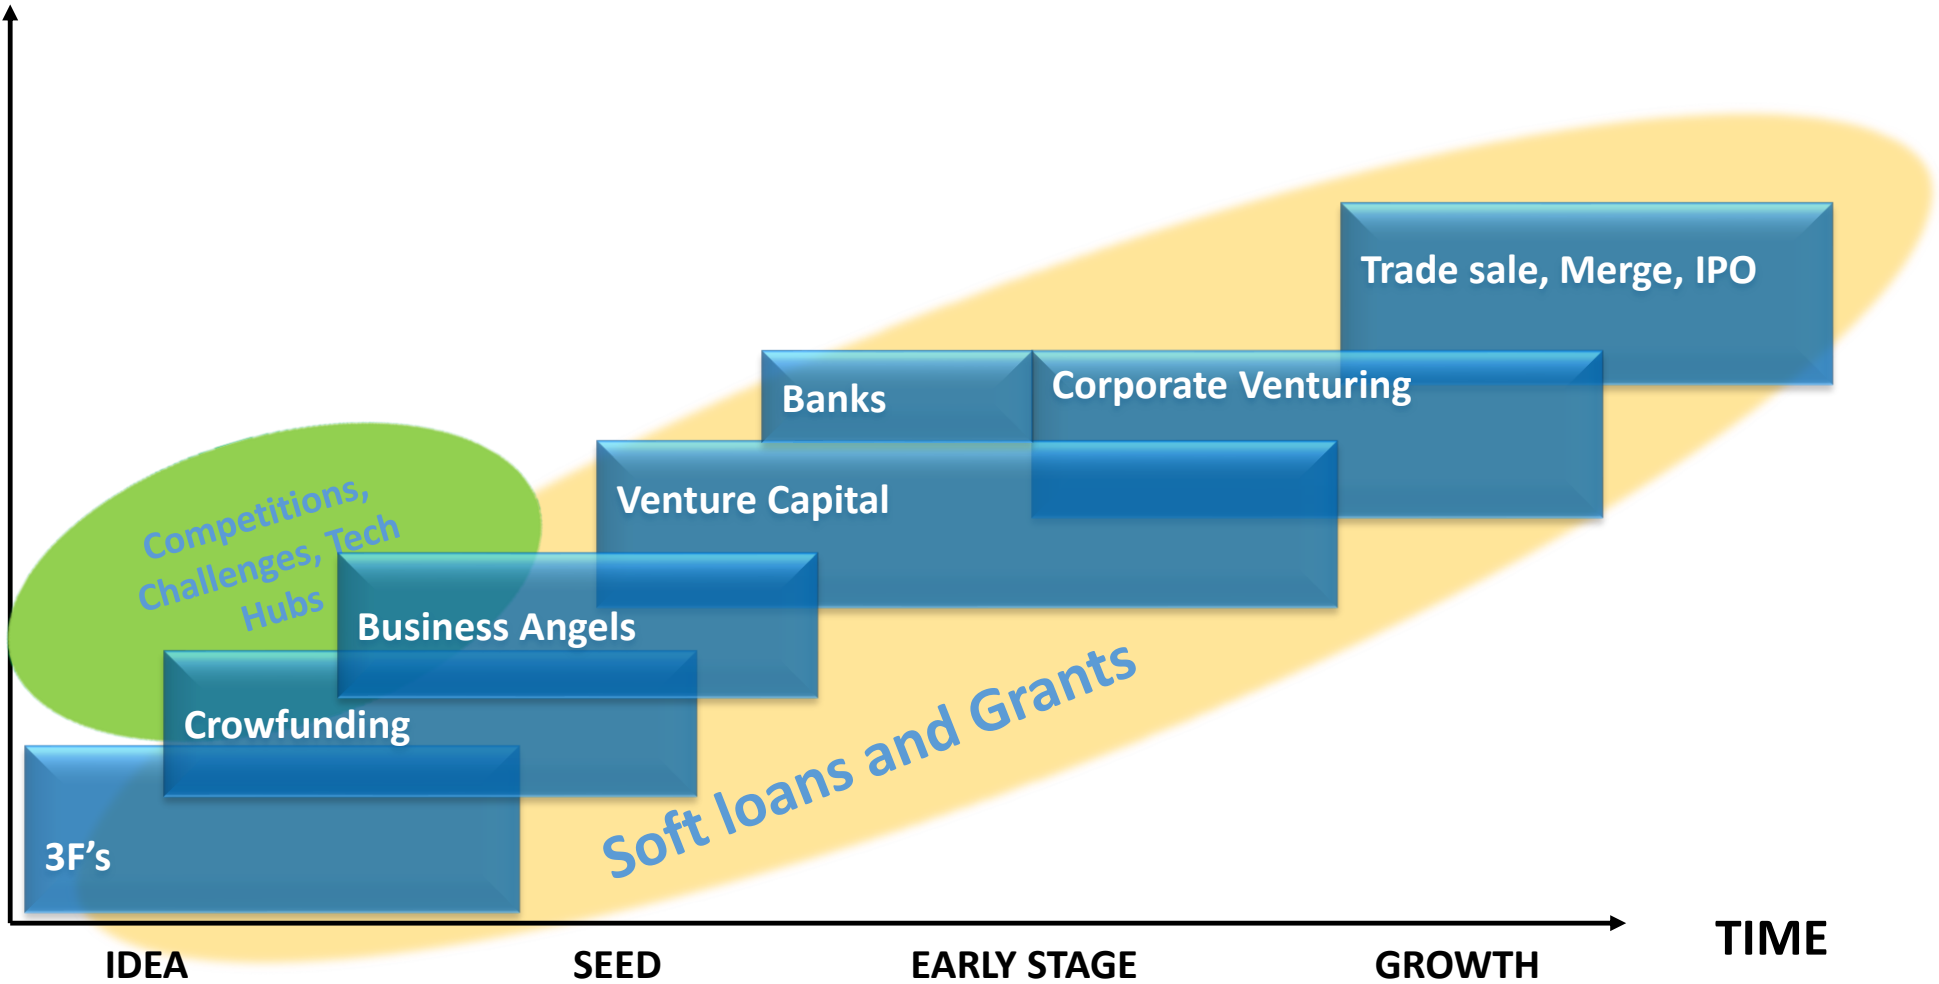 Trade sale, Merge, IPO
Banks
Corporate Venturing
Venture Capital
Competitions,
Challenges, Tech
Hubs
Business Angels
Crowfunding
3F’s
Soft loans and Grants
IDEA
SEED
EARLY STAGE
GROWTH
TIME